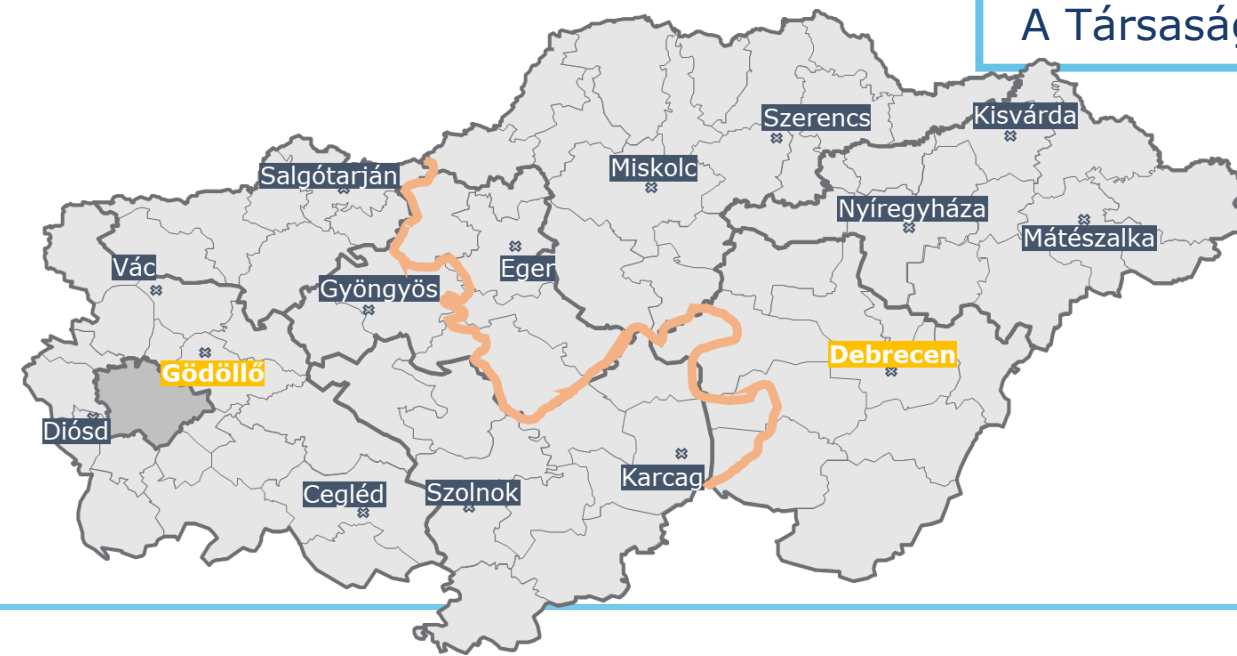 A Társaság
Szerencs
Kisvárda
Salgótarján
Miskolc
Nyíregyháza
Mátészalka
Vác
Eger
Gyöngyös
Debrecen
Gödöllő
Diósd
Karcag
Cegléd
Szolnok